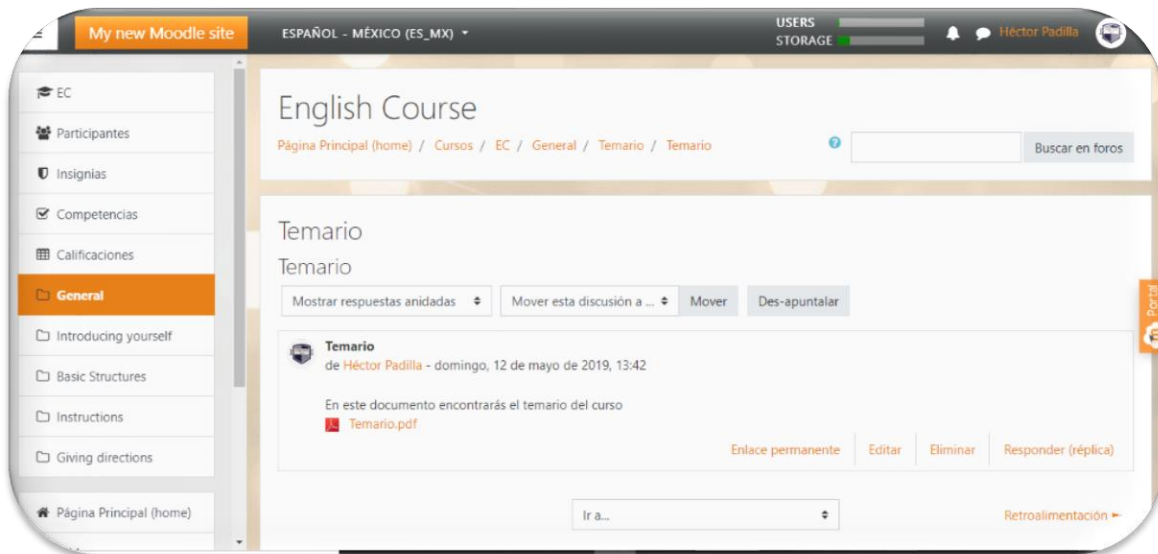 My new Moodle site
ESPAÑOL - MÉXICO (ES_MX)
USERS
STORAGE
Héctor Padilla
EC
Participantes
Insignias
Competencias
Calificaciones
General
Introducing yourself
Basic Structures
Instructions
Giving directions
Página Principal (home)
English Course
Página Principal (home) / Cursos / EC / General / Temario / Temario
Buscar en foros
Temario
Temario
Mostrar respuestas anidadas Mover esta discusión a ... Mover Des-apuntalar
Temario
de Héctor Padilla - domingo, 12 de mayo de 2019, 13:42
En este documento encontrarás el temario del curso
Temario.pdf
Enlace permanente Editar Eliminar Responder (réplica)
Ir a...
Retroalimentación ►
Portal